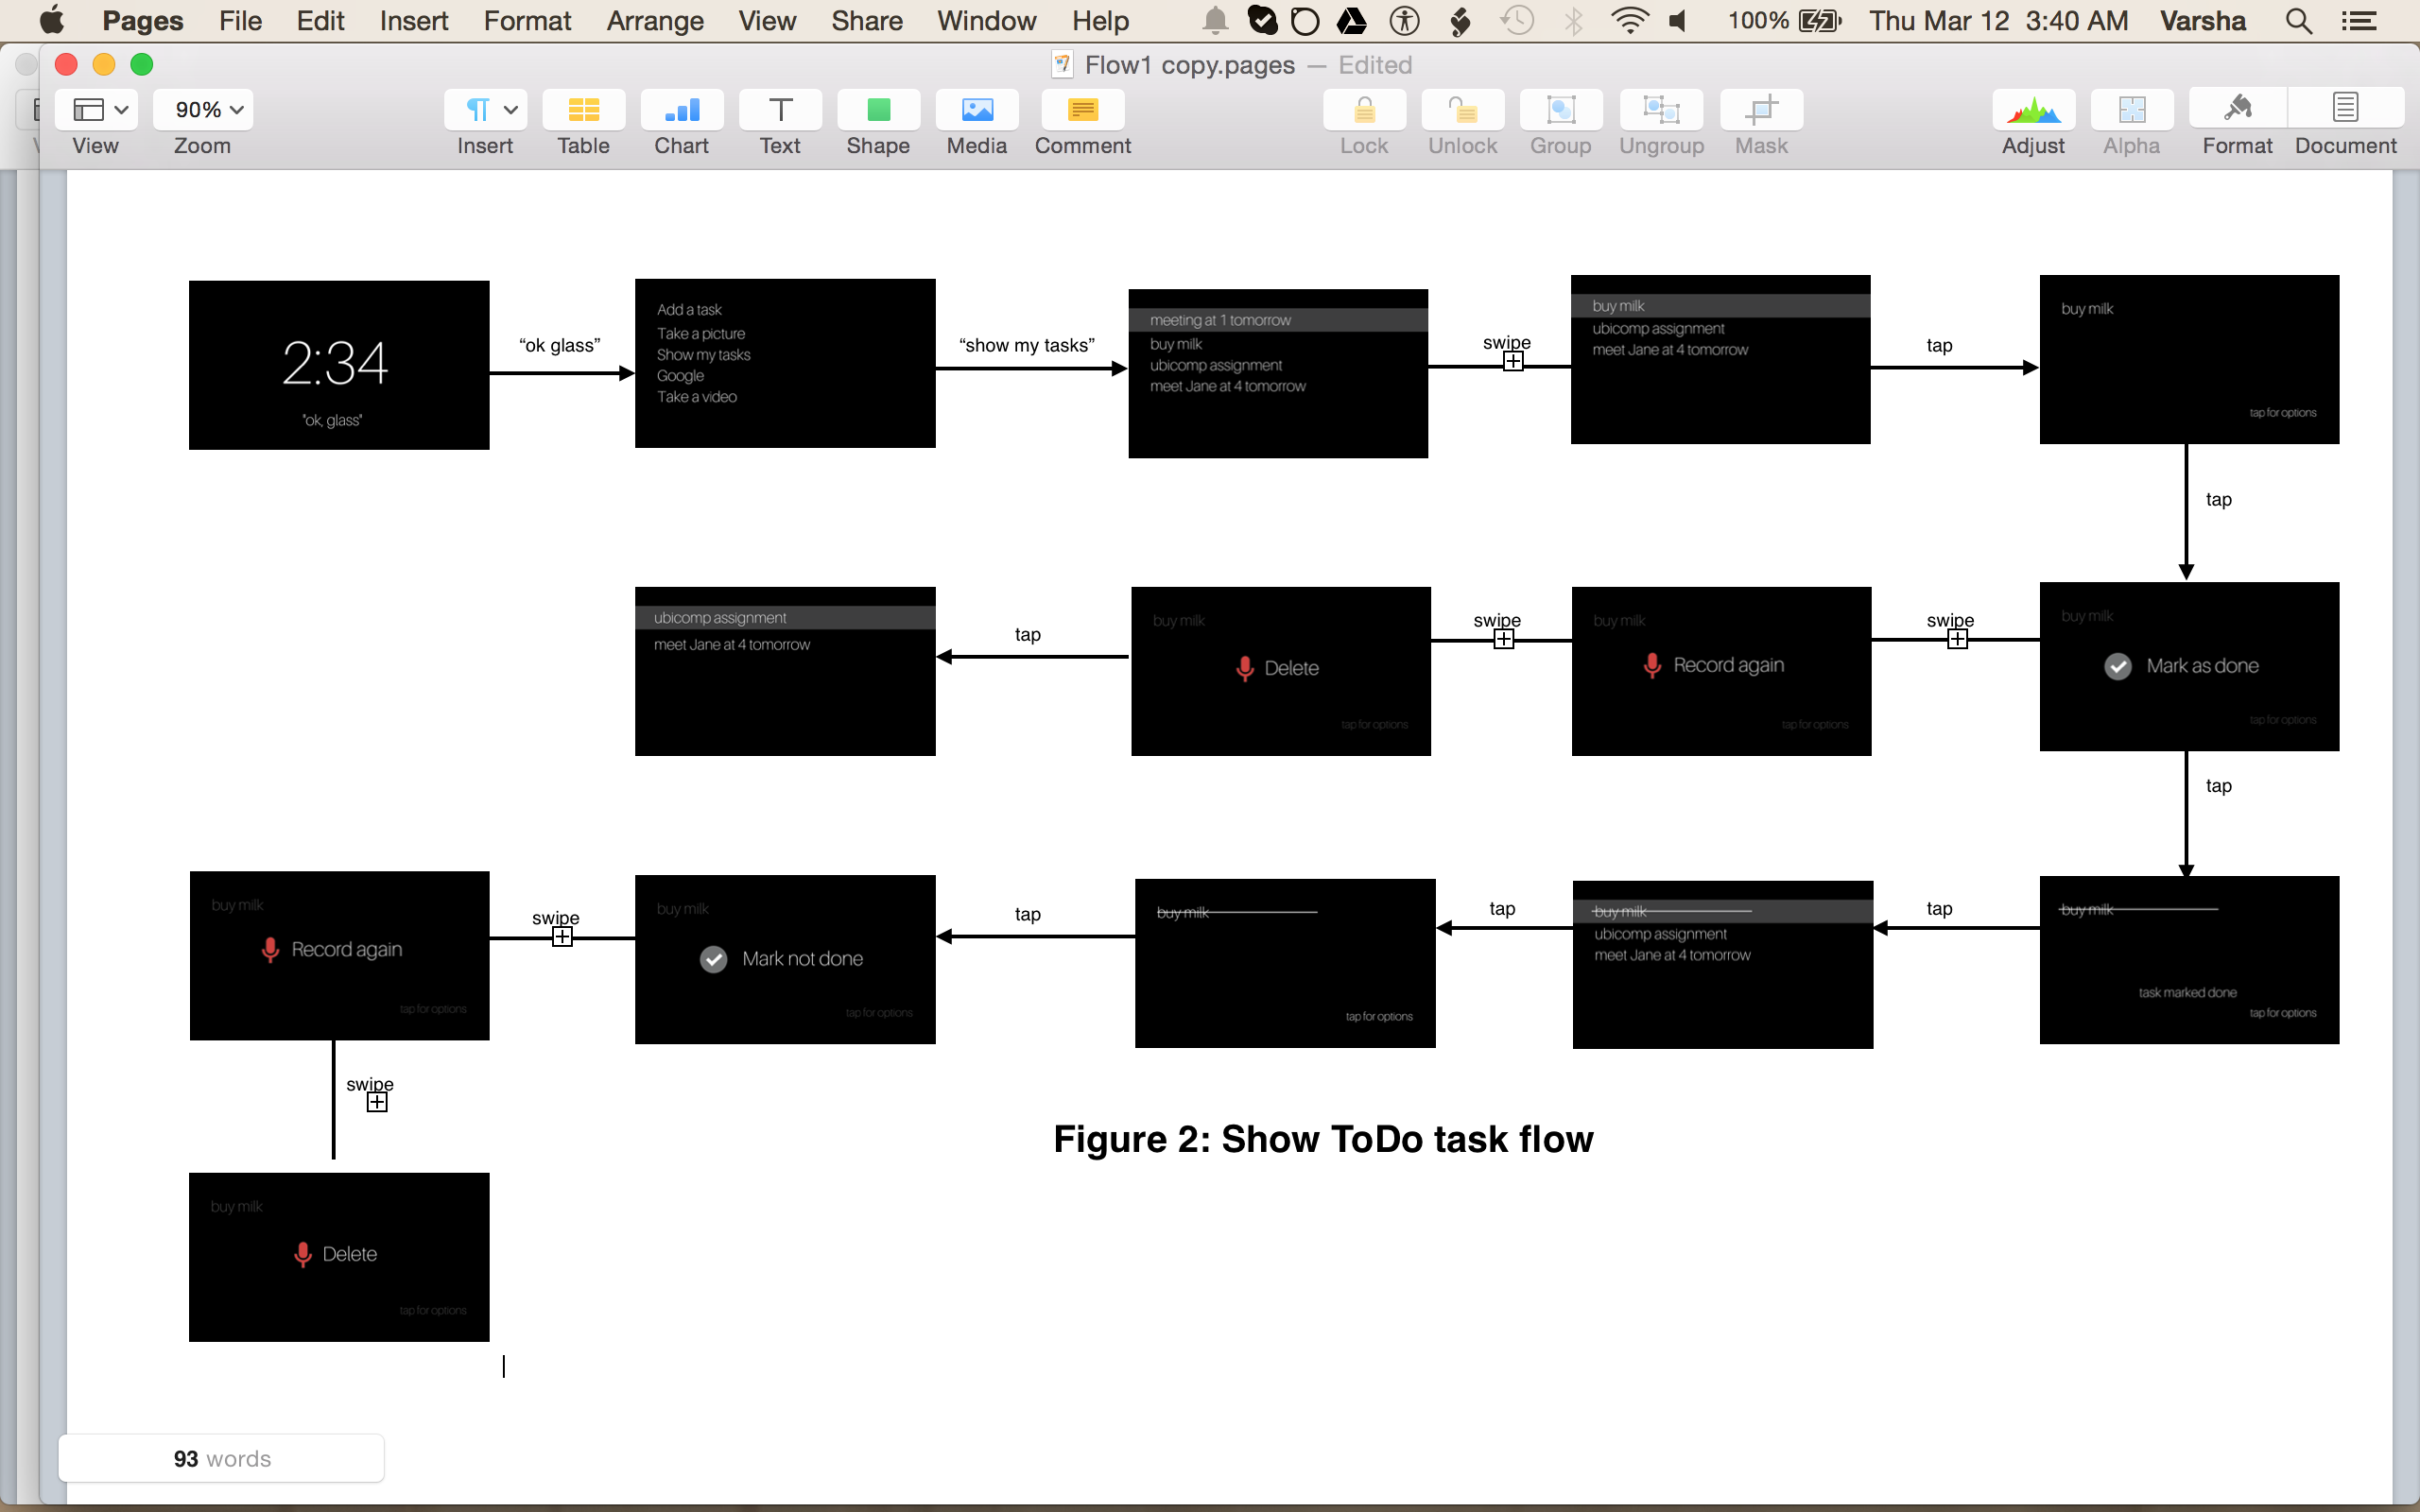 Pages File Edit Insert Format Arrange View Share Window Help 100% Thu Mar 12 3:40 AM Varsha
Flow1 copy.pages — Edited
90%
View Zoom Insert Table Chart Text Shape Media Comment Lock Unlock Group Ungroup Mask Adjust Alpha Format Document
2:34
"ok, glass"
“ok glass”
Add a task
Take a picture
Show my tasks
Google
Take a video
“show my tasks”
meeting at 1 tomorrow
buy milk
ubicomp assignment
meet Jane at 4 tomorrow
swipe
buy milk
ubicomp assignment
meet Jane at 4 tomorrow
tap
buy milk
tap for options
tap
ubicomp assignment
meet Jane at 4 tomorrow
tap
buy milk
Delete
tap for options
swipe
buy milk
Record again
tap for options
swipe
buy milk
Mark as done
tap for options
tap
buy milk
Record again
tap for options
swipe
buy milk
Mark not done
tap for options
tap
buy milk
tap for options
tap
buy milk
ubicomp assignment
meet Jane at 4 tomorrow
tap
buy milk
task marked done
tap for options
swipe
Figure 2: Show ToDo task flow
buy milk
Delete
tap for options
93 words